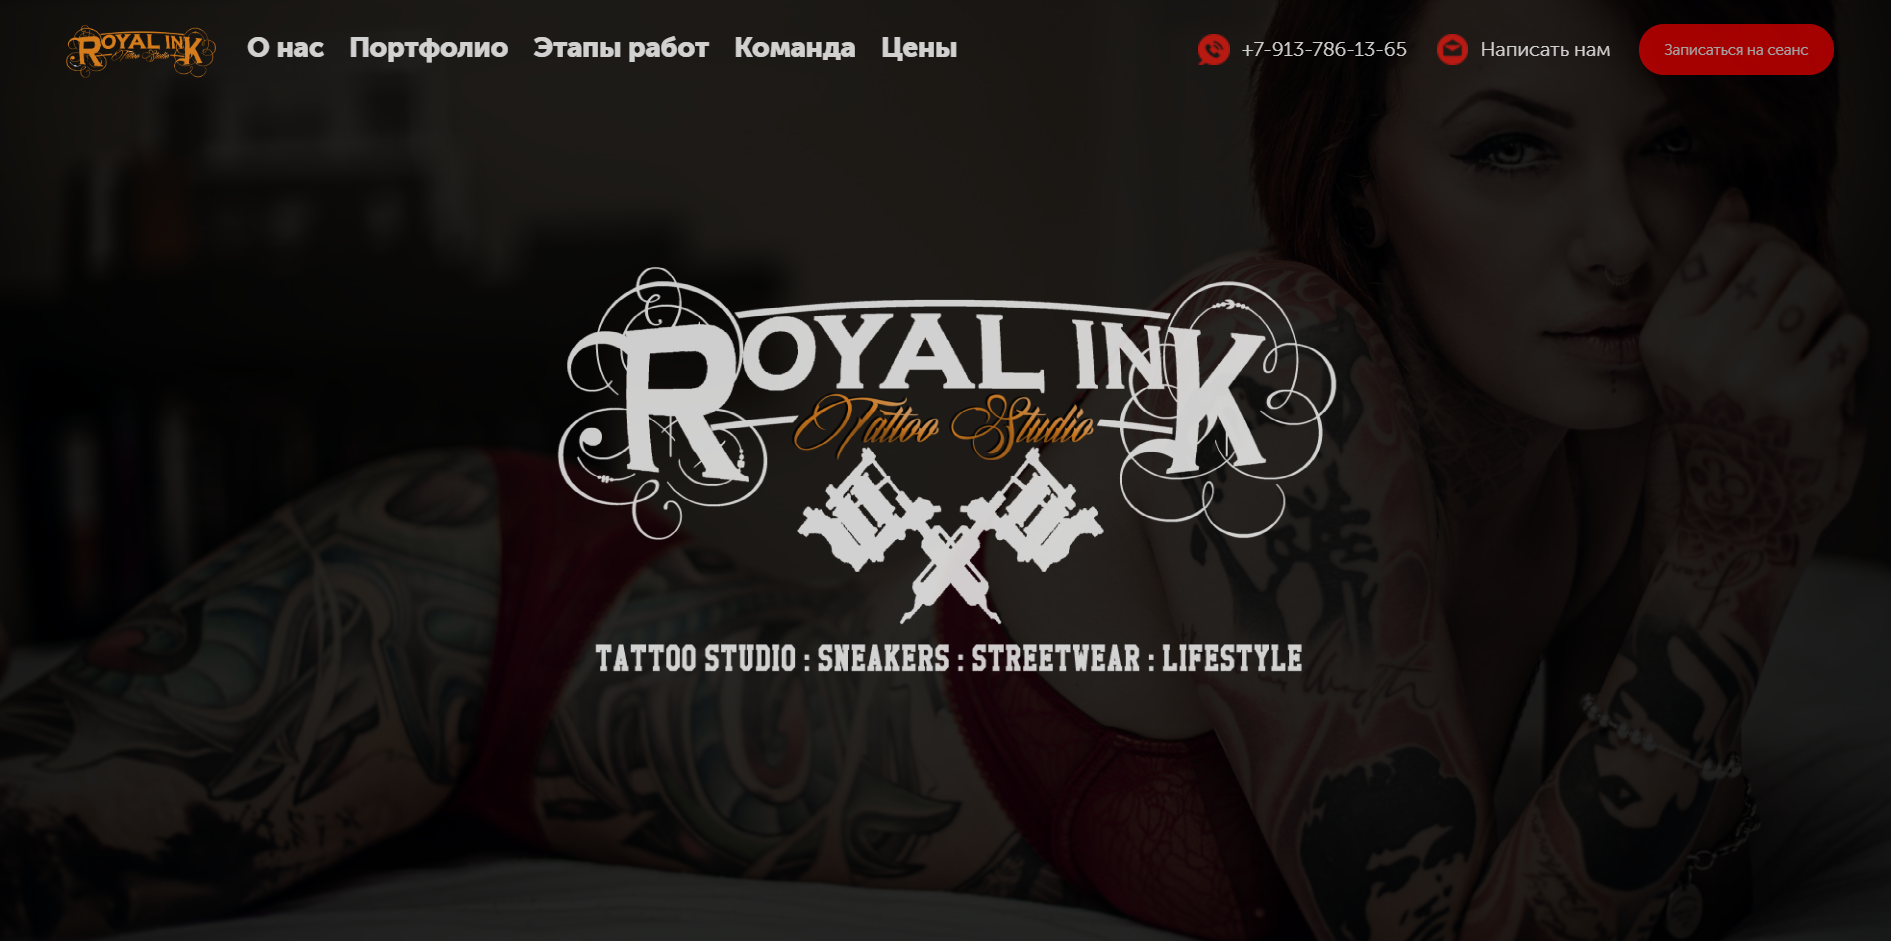 ROYAL INK
Tattoo Studio
О нас
Портфолио
Этапы работ
Команда
Цены
+7-913-786-13-65
Написать нам
Записаться на сеанс
ROYAL INK
Tattoo Studio
TATTOO STUDIO : SNEAKERS : STREETWEAR : LIFESTYLE